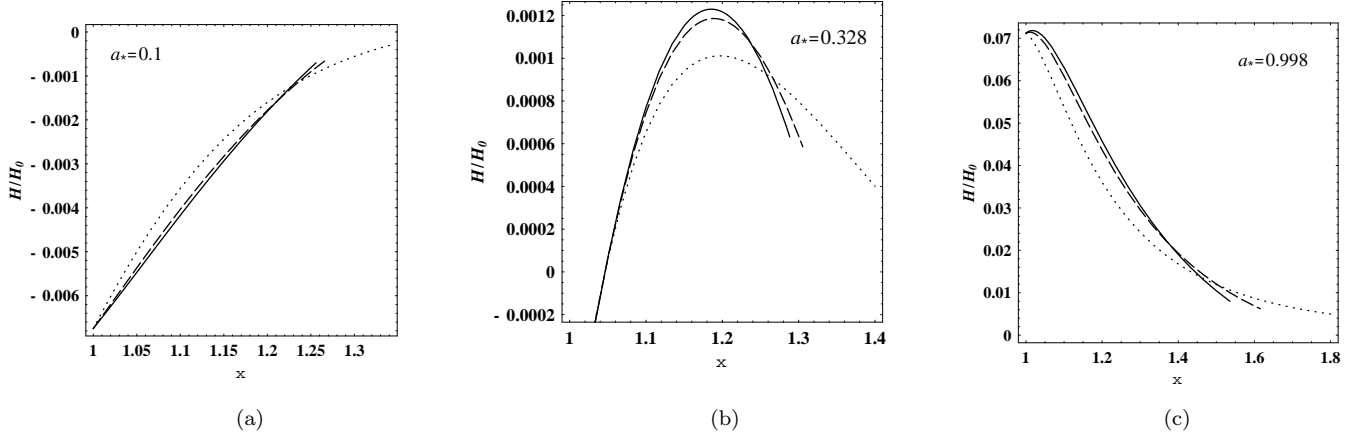 0
- 0.001
- 0.002
- 0.003
- 0.004
- 0.005
- 0.006
H/H0
a*=0.1
1 1.05 1.1 1.15 1.2 1.25 1.3
x
(a)
0.0012
0.001
0.0008
0.0006
0.0004
0.0002
0
- 0.0002
H/H0
a*=0.328
1 1.1 1.2 1.3 1.4
x
(b)
0.07
0.06
0.05
0.04
0.03
0.02
0.01
0
H/H0
a*=0.998
1 1.2 1.4 1.6 1.8
x
(c)